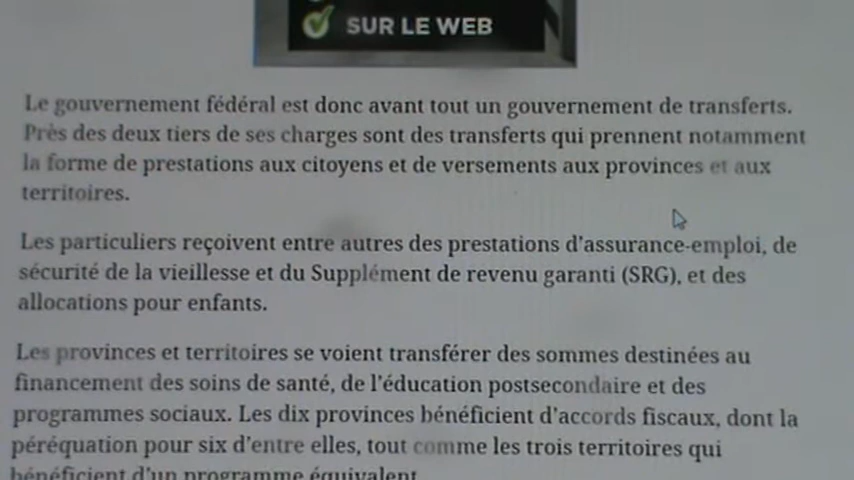 SUR LE WEB
Le gouvernement fédéral est donc avant tout un gouvernement de transferts.
Près des deux tiers de ses charges sont des transferts qui prennent notamment
la forme de prestations aux citoyens et de versements aux provinces et aux
territoires.
Les particuliers reçoivent entre autres des prestations d'assurance-emploi, de
sécurité de la vieillesse et du Supplément de revenu garanti (SRG), et des
allocations pour enfants.
Les provinces et territoires se voient transférer des sommes destinées au
financement des soins de santé, de l'éducation postsecondaire et des
programmes sociaux. Les dix provinces bénéficient d'accords fiscaux, dont la
péréquation pour six d'entre elles, tout comme les trois territoires qui
bénéficient d'un programme équivalent